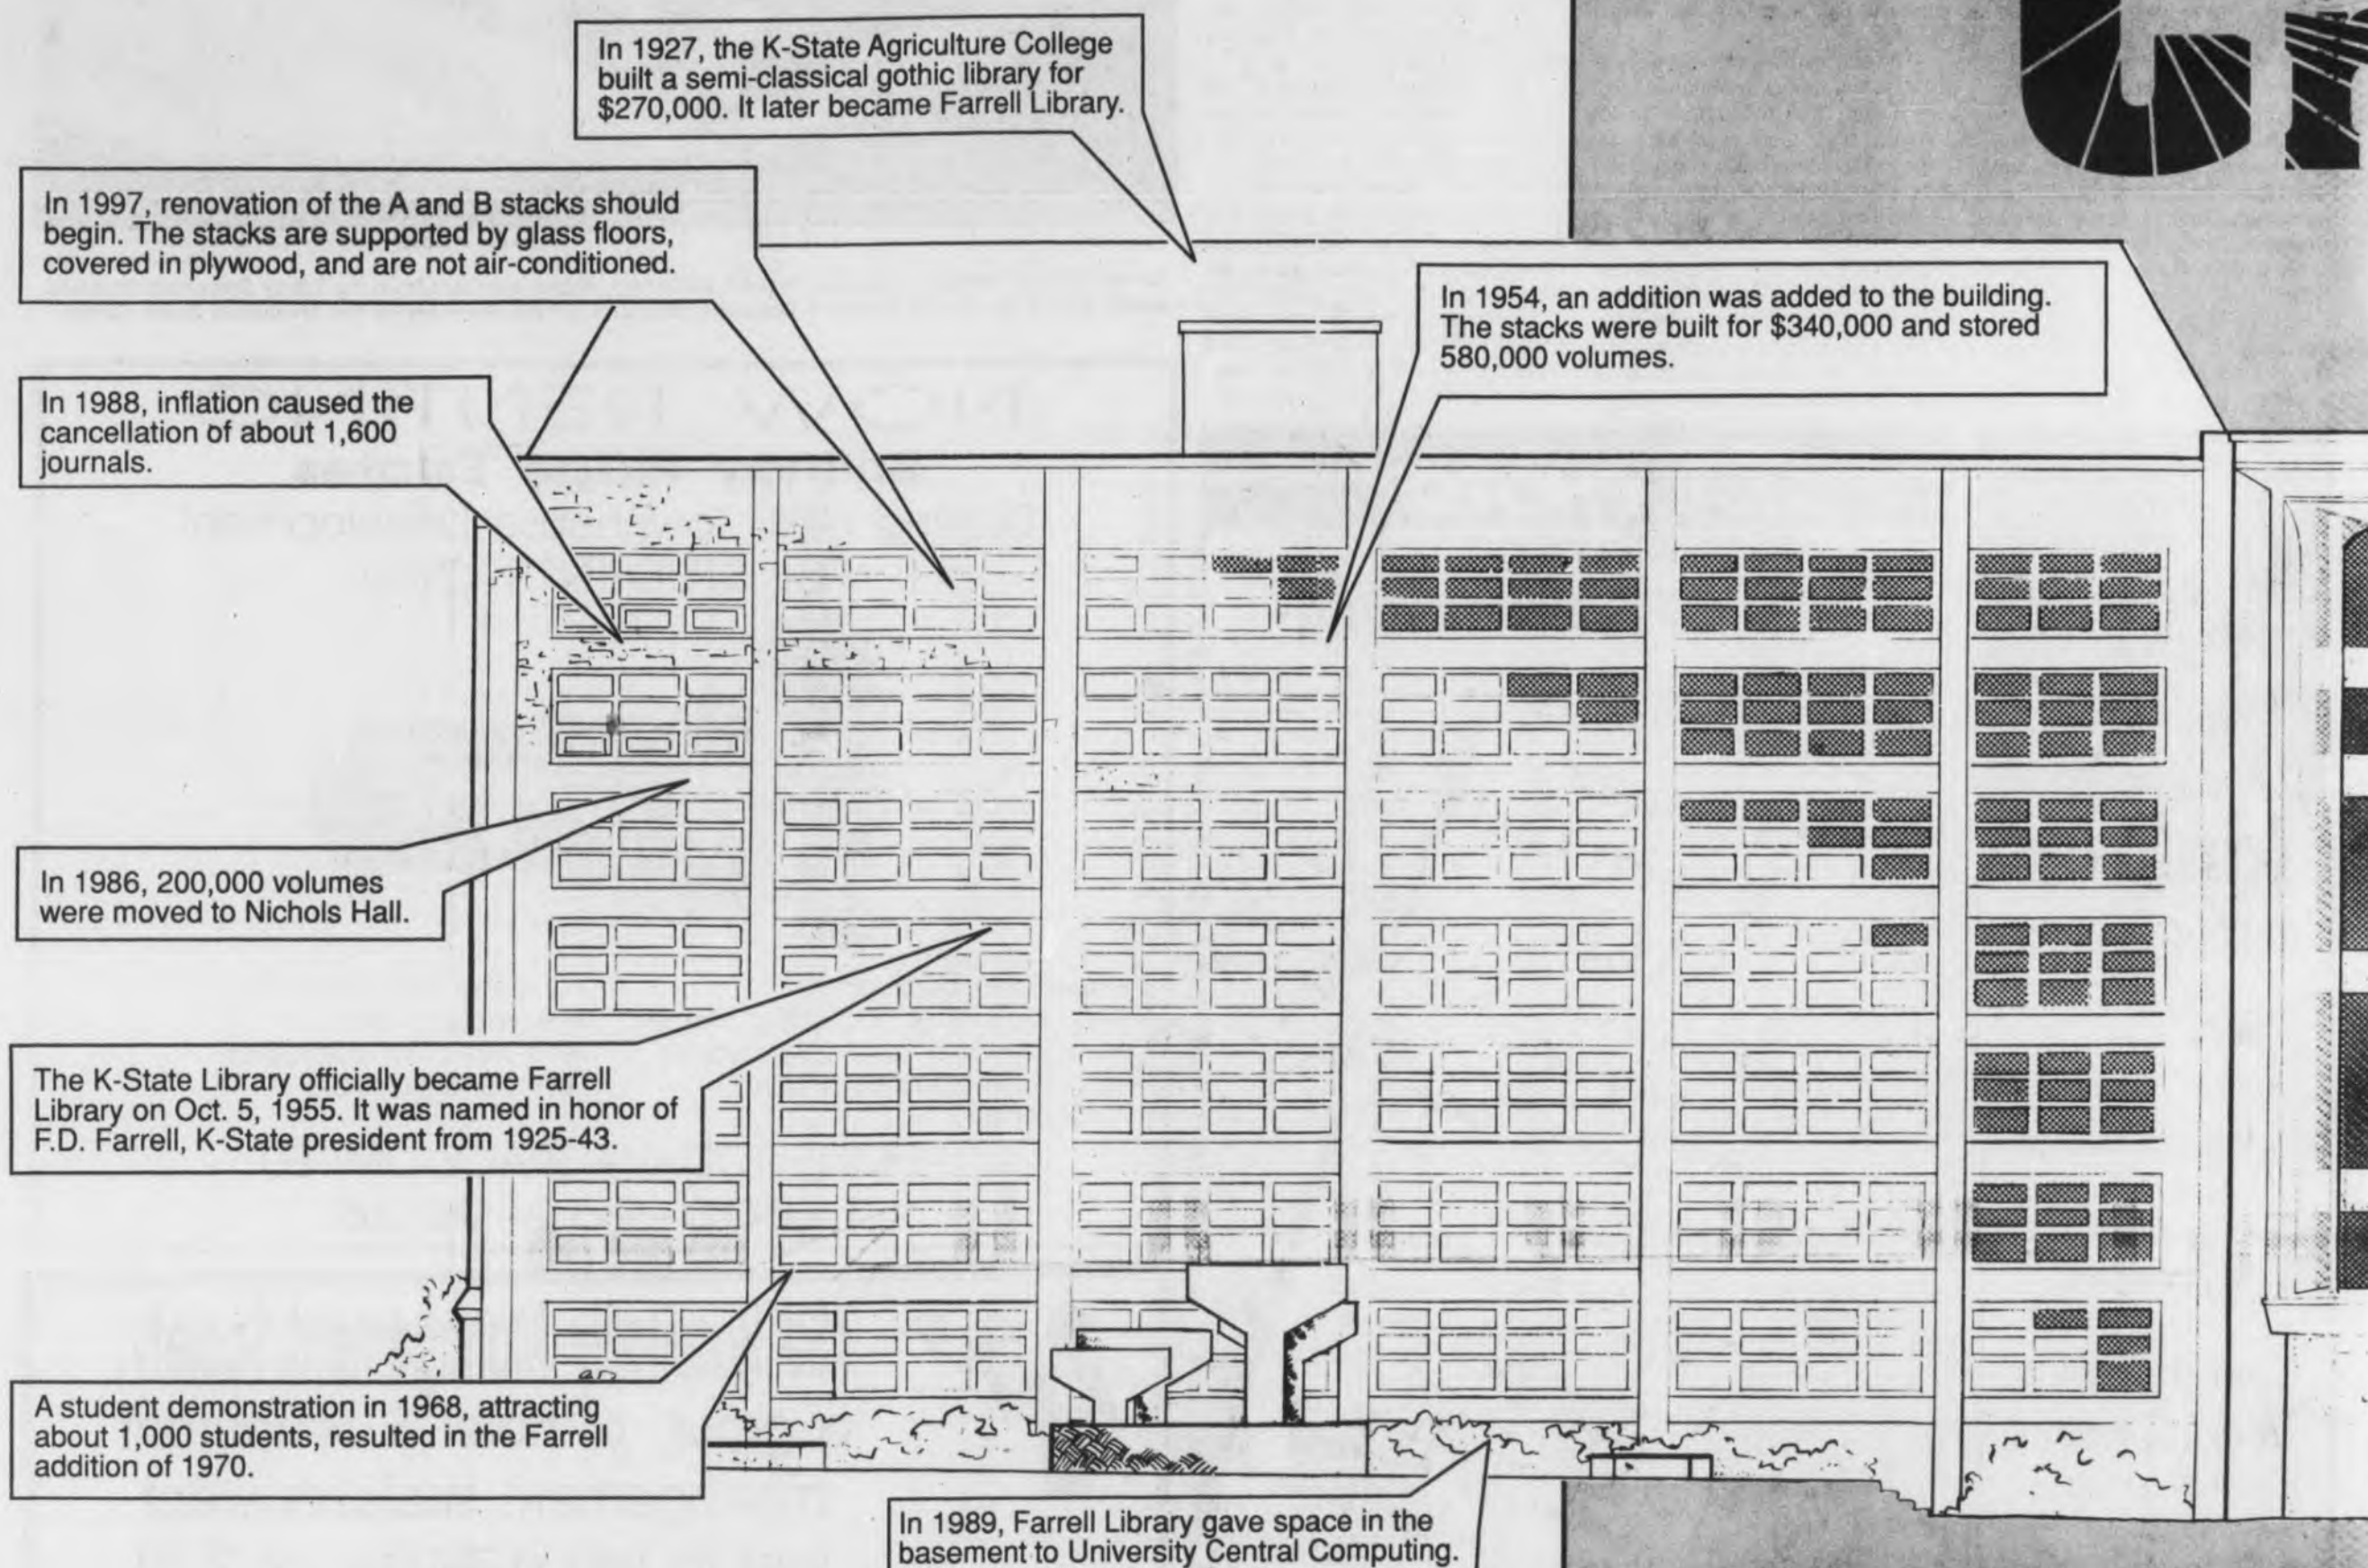 In 1927, the K-State Agriculture College
built a semi-classical gothic library for
$270,000. It later became Farrell Library.
In 1997, renovation of the A and B stacks should
begin. The stacks are supported by glass floors,
covered in plywood, and are not air-conditioned.
In 1954, an addition was added to the building.
The stacks were built for $340,000 and stored
580,000 volumes.
In 1988, inflation caused the
cancellation of about 1,600
journals.
In 1986, 200,000 volumes
were moved to Nichols Hall.
The K-State Library officially became Farrell
Library on Oct. 5, 1955. It was named in honor of
F.D. Farrell, K-State president from 1925-43.
A student demonstration in 1968, attracting
about 1,000 students, resulted in the Farrell
addition of 1970.
In 1989, Farrell Library gave space in the
basement to University Central Computing.